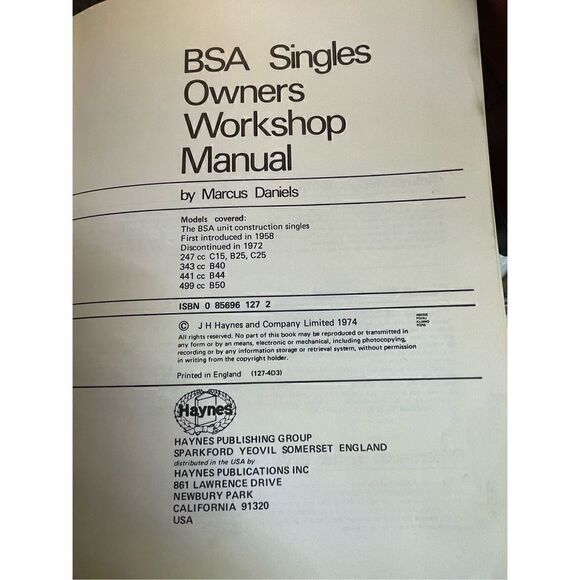 BSA Singles
Owners
Workshop
Manual
by Marcus Daniels
Models covered:
The BSA unit construction singles
First introduced in 1958
Discontinued in 1972
247 cc C15, B25, C25
343 cc B40
441 cc B44
499 cc B50
ISBN 0 85696 127 2
© J H Haynes and Company Limited 1974
All rights reserved. No part of this book may be reproduced or transmitted in
any form or by an means, electronic or mechanical, including photocopying,
recording or by any information storage or retrieval system, without permission
in writing from the copyright holder.
Printed in England (127-4D3)
Haynes
HAYNES PUBLISHING GROUP
SPARKFORD YEOVIL SOMERSET ENGLAND
distributed in the USA by
HAYNES PUBLICATIONS INC
861 LAWRENCE DRIVE
NEWBURY PARK
CALIFORNIA 91320
USA